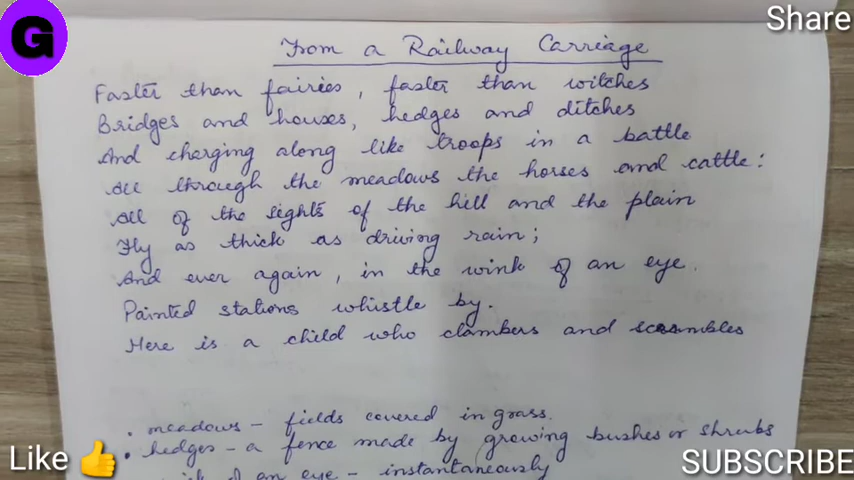 G
Share
From a Railway Carriage
Faster than fairies, faster than witches
Bridges and houses, hedges and ditches
And charging along like troops in a battle
All through the meadows the horses and cattle:
All of the sights of the hill and the plain
Fly as thick as driving rain;
And ever again, in the wink of an eye.
Painted stations whistle by.
Here is a child who clambers and scrambles
• meadows - fields covered in grass.
• hedges - a fence made by growing bushes or shrubs
of an eye - instantaneously
Like 👍
SUBSCRIBE